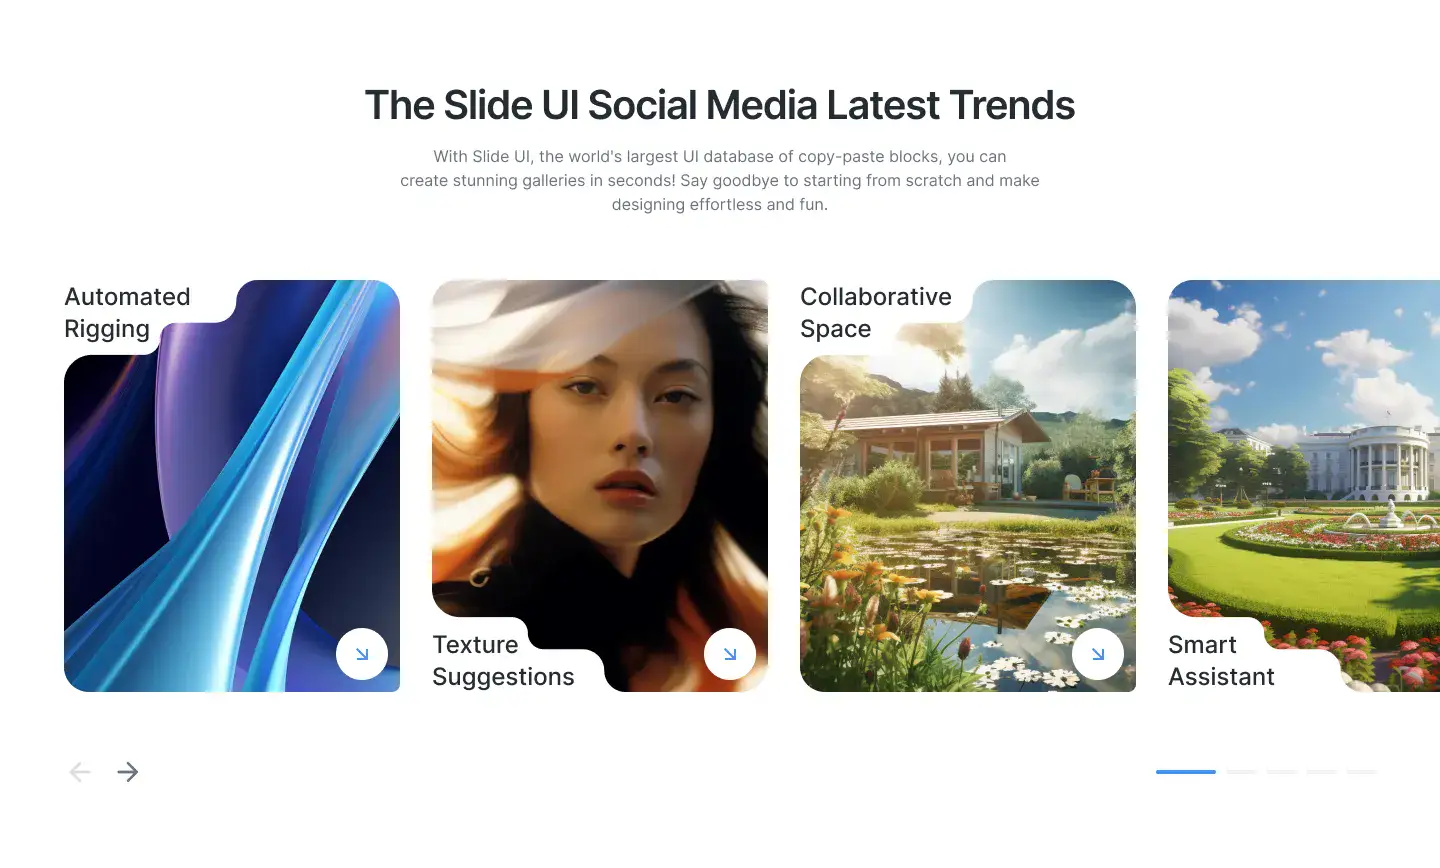 The Slide UI Social Media Latest Trends
With Slide UI, the world's largest UI database of copy-paste blocks, you can
create stunning galleries in seconds! Say goodbye to starting from scratch and make
designing effortless and fun.
Automated
Rigging
Texture
Suggestions
Collaborative
Space
Smart
Assistant